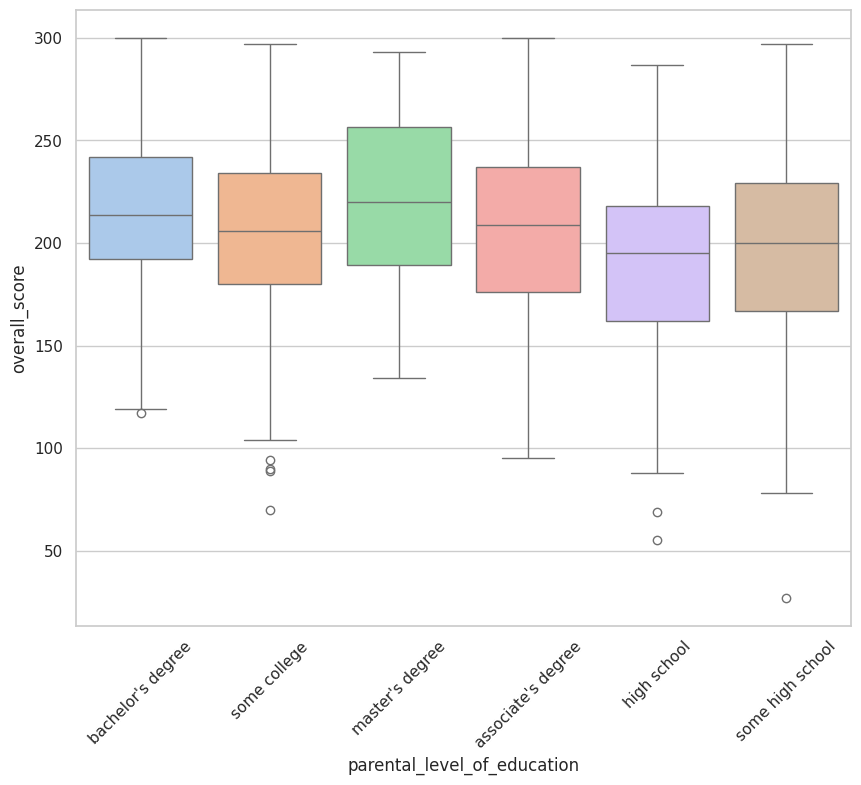 300
250
200
150
100
50
overall_score
bachelor's degree
some college
master's degree
associate's degree
high school
some high school
parental_level_of_education